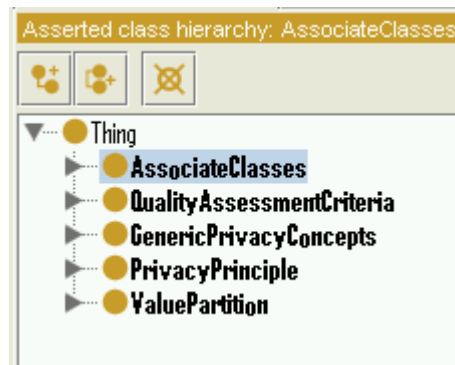 Asserted class hierarchy: AssociateClasses
Thing
AssociateClasses
QualityAssessmentCriteria
GenericPrivacyConcepts
PrivacyPrinciple
ValuePartition